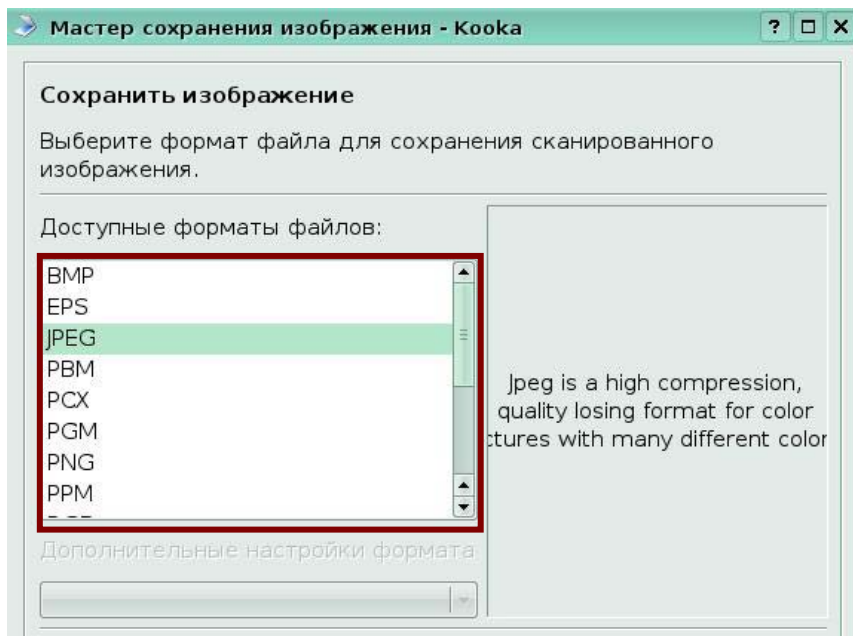 Мастер сохранения изображения - Kooka
Сохранить изображение
Выберите формат файла для сохранения сканированного
изображения.
Доступные форматы файлов:
BMP
EPS
JPEG
PBM
PCX
PGM
PNG
PPM
Jpeg is a high compression,
quality losing format for color
ctures with many different color
Дополнительные настройки формата